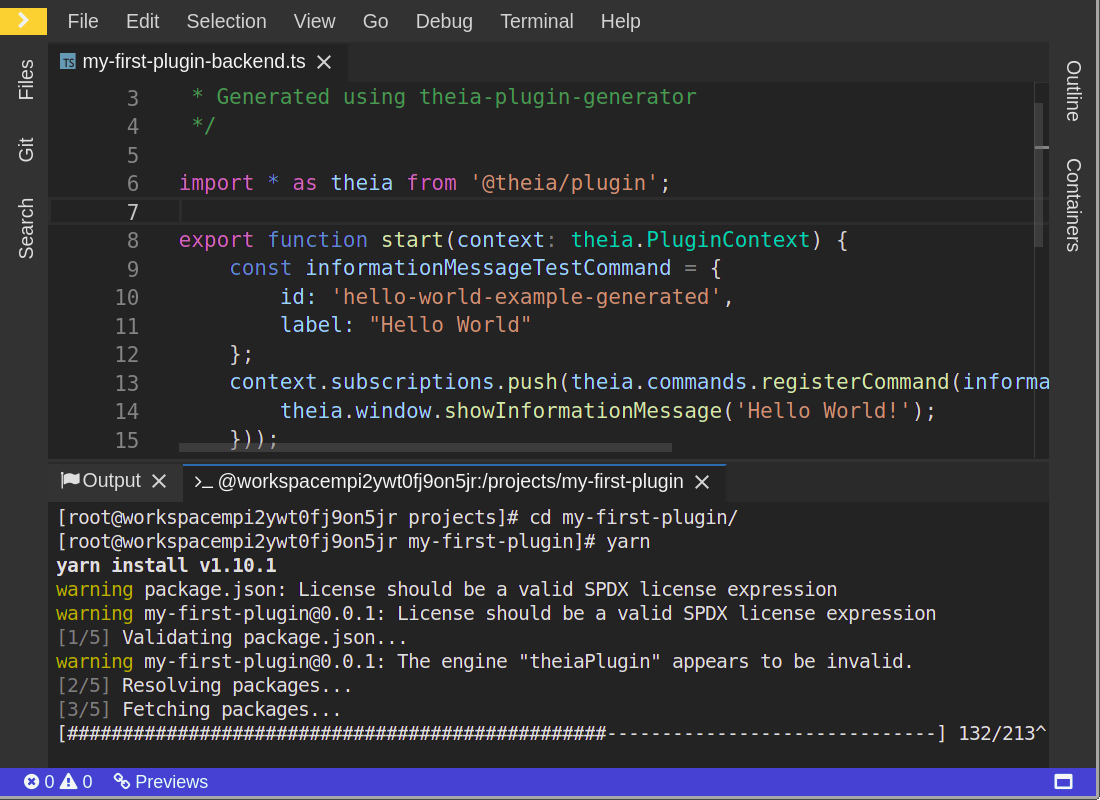 File Edit Selection View Go Debug Terminal Help
Files
Git
Search
TS my-first-plugin-backend.ts
3 * Generated using theia-plugin-generator
4 */
5
6 import * as theia from '@theia/plugin';
7
8 export function start(context: theia.PluginContext) {
9 const informationMessageTestCommand = {
10 id: 'hello-world-example-generated',
11 label: "Hello World"
12 };
13 context.subscriptions.push(theia.commands.registerCommand(informa
14 theia.window.showInformationMessage('Hello World!');
15 }));
Outline
Containers
Output >_ @workspacempi2ywt0fj9on5jr:/projects/my-first-plugin
[root@workspacempi2ywt0fj9on5jr projects]# cd my-first-plugin/
[root@workspacempi2ywt0fj9on5jr my-first-plugin]# yarn
yarn install v1.10.1
warning package.json: License should be a valid SPDX license expression
warning my-first-plugin@0.0.1: License should be a valid SPDX license expression
[1/5] Validating package.json...
warning my-first-plugin@0.0.1: The engine "theiaPlugin" appears to be invalid.
[2/5] Resolving packages...
[3/5] Fetching packages...
[#################################################------------------------------] 132/213^
0 0 Previews